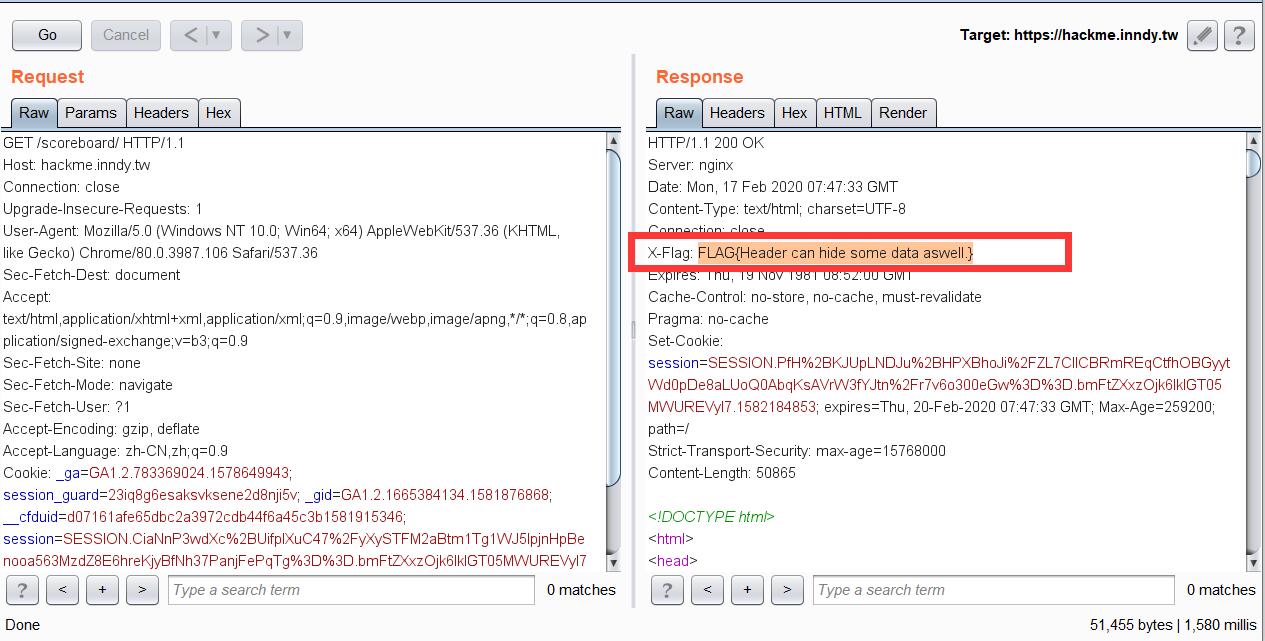 Go
Cancel
<
>
Target: https://hackme.inndy.tw
?
Request
Raw
Params
Headers
Hex
GET /scoreboard/ HTTP/1.1
Host: hackme.inndy.tw
Connection: close
Upgrade-Insecure-Requests: 1
User-Agent: Mozilla/5.0 (Windows NT 10.0; Win64; x64) AppleWebKit/537.36 (KHTML,
like Gecko) Chrome/80.0.3987.106 Safari/537.36
Sec-Fetch-Dest: document
Accept:
text/html,application/xhtml+xml,application/xml;q=0.9,image/webp,image/apng,*/*;q=0.8,ap
plication/signed-exchange;v=b3;q=0.9
Sec-Fetch-Site: none
Sec-Fetch-Mode: navigate
Sec-Fetch-User: ?1
Accept-Encoding: gzip, deflate
Accept-Language: zh-CN,zh;q=0.9
Cookie: _ga=GA1.2.783369024.1578649943;
session_guard=23iq8g6esaksvksene2d8nji5v; _gid=GA1.2.1665384134.1581876868;
__cfduid=d07161afe65dbc2a3972cdb44f6a45c3b1581915346;
session=SESSION.CiaNnP3wdXc%2BUifplXuC47%2FyXySTFM2aBtm1Tg1WJ5lpjnHpBe
nooa563MzdZ8E6hreKjyBfNh37PanjFePqTg%3D%3D.bmFtZXxzOjk6IklGT05MWUREVyI7
?
<
+
>
Type a search term
0 matches
Response
Raw
Headers
Hex
HTML
Render
HTTP/1.1 200 OK
Server: nginx
Date: Mon, 17 Feb 2020 07:47:33 GMT
Content-Type: text/html; charset=UTF-8
Connection: close
X-Flag: FLAG{Header can hide some data aswell.}
Expires: Thu, 19 Nov 1981 08:52:00 GMT
Cache-Control: no-store, no-cache, must-revalidate
Pragma: no-cache
Set-Cookie:
session=SESSION.PfH%2BKJUpLNDJu%2BHPXBhoJi%2FZL7ClICBRmREqCtfhOBGyyt
Wd0pDe8aLUoQ0AbqKsAVrW3fYJtn%2Fr7v6o300eGw%3D%3D.bmFtZXxzOjk6IklGT05
MWUREVyI7.1582184853; expires=Thu, 20-Feb-2020 07:47:33 GMT; Max-Age=259200;
path=/
Strict-Transport-Security: max-age=15768000
Content-Length: 50865
<!DOCTYPE html>
<html>
<head>
?
<
+
>
Type a search term
0 matches
Done
51,455 bytes | 1,580 millis